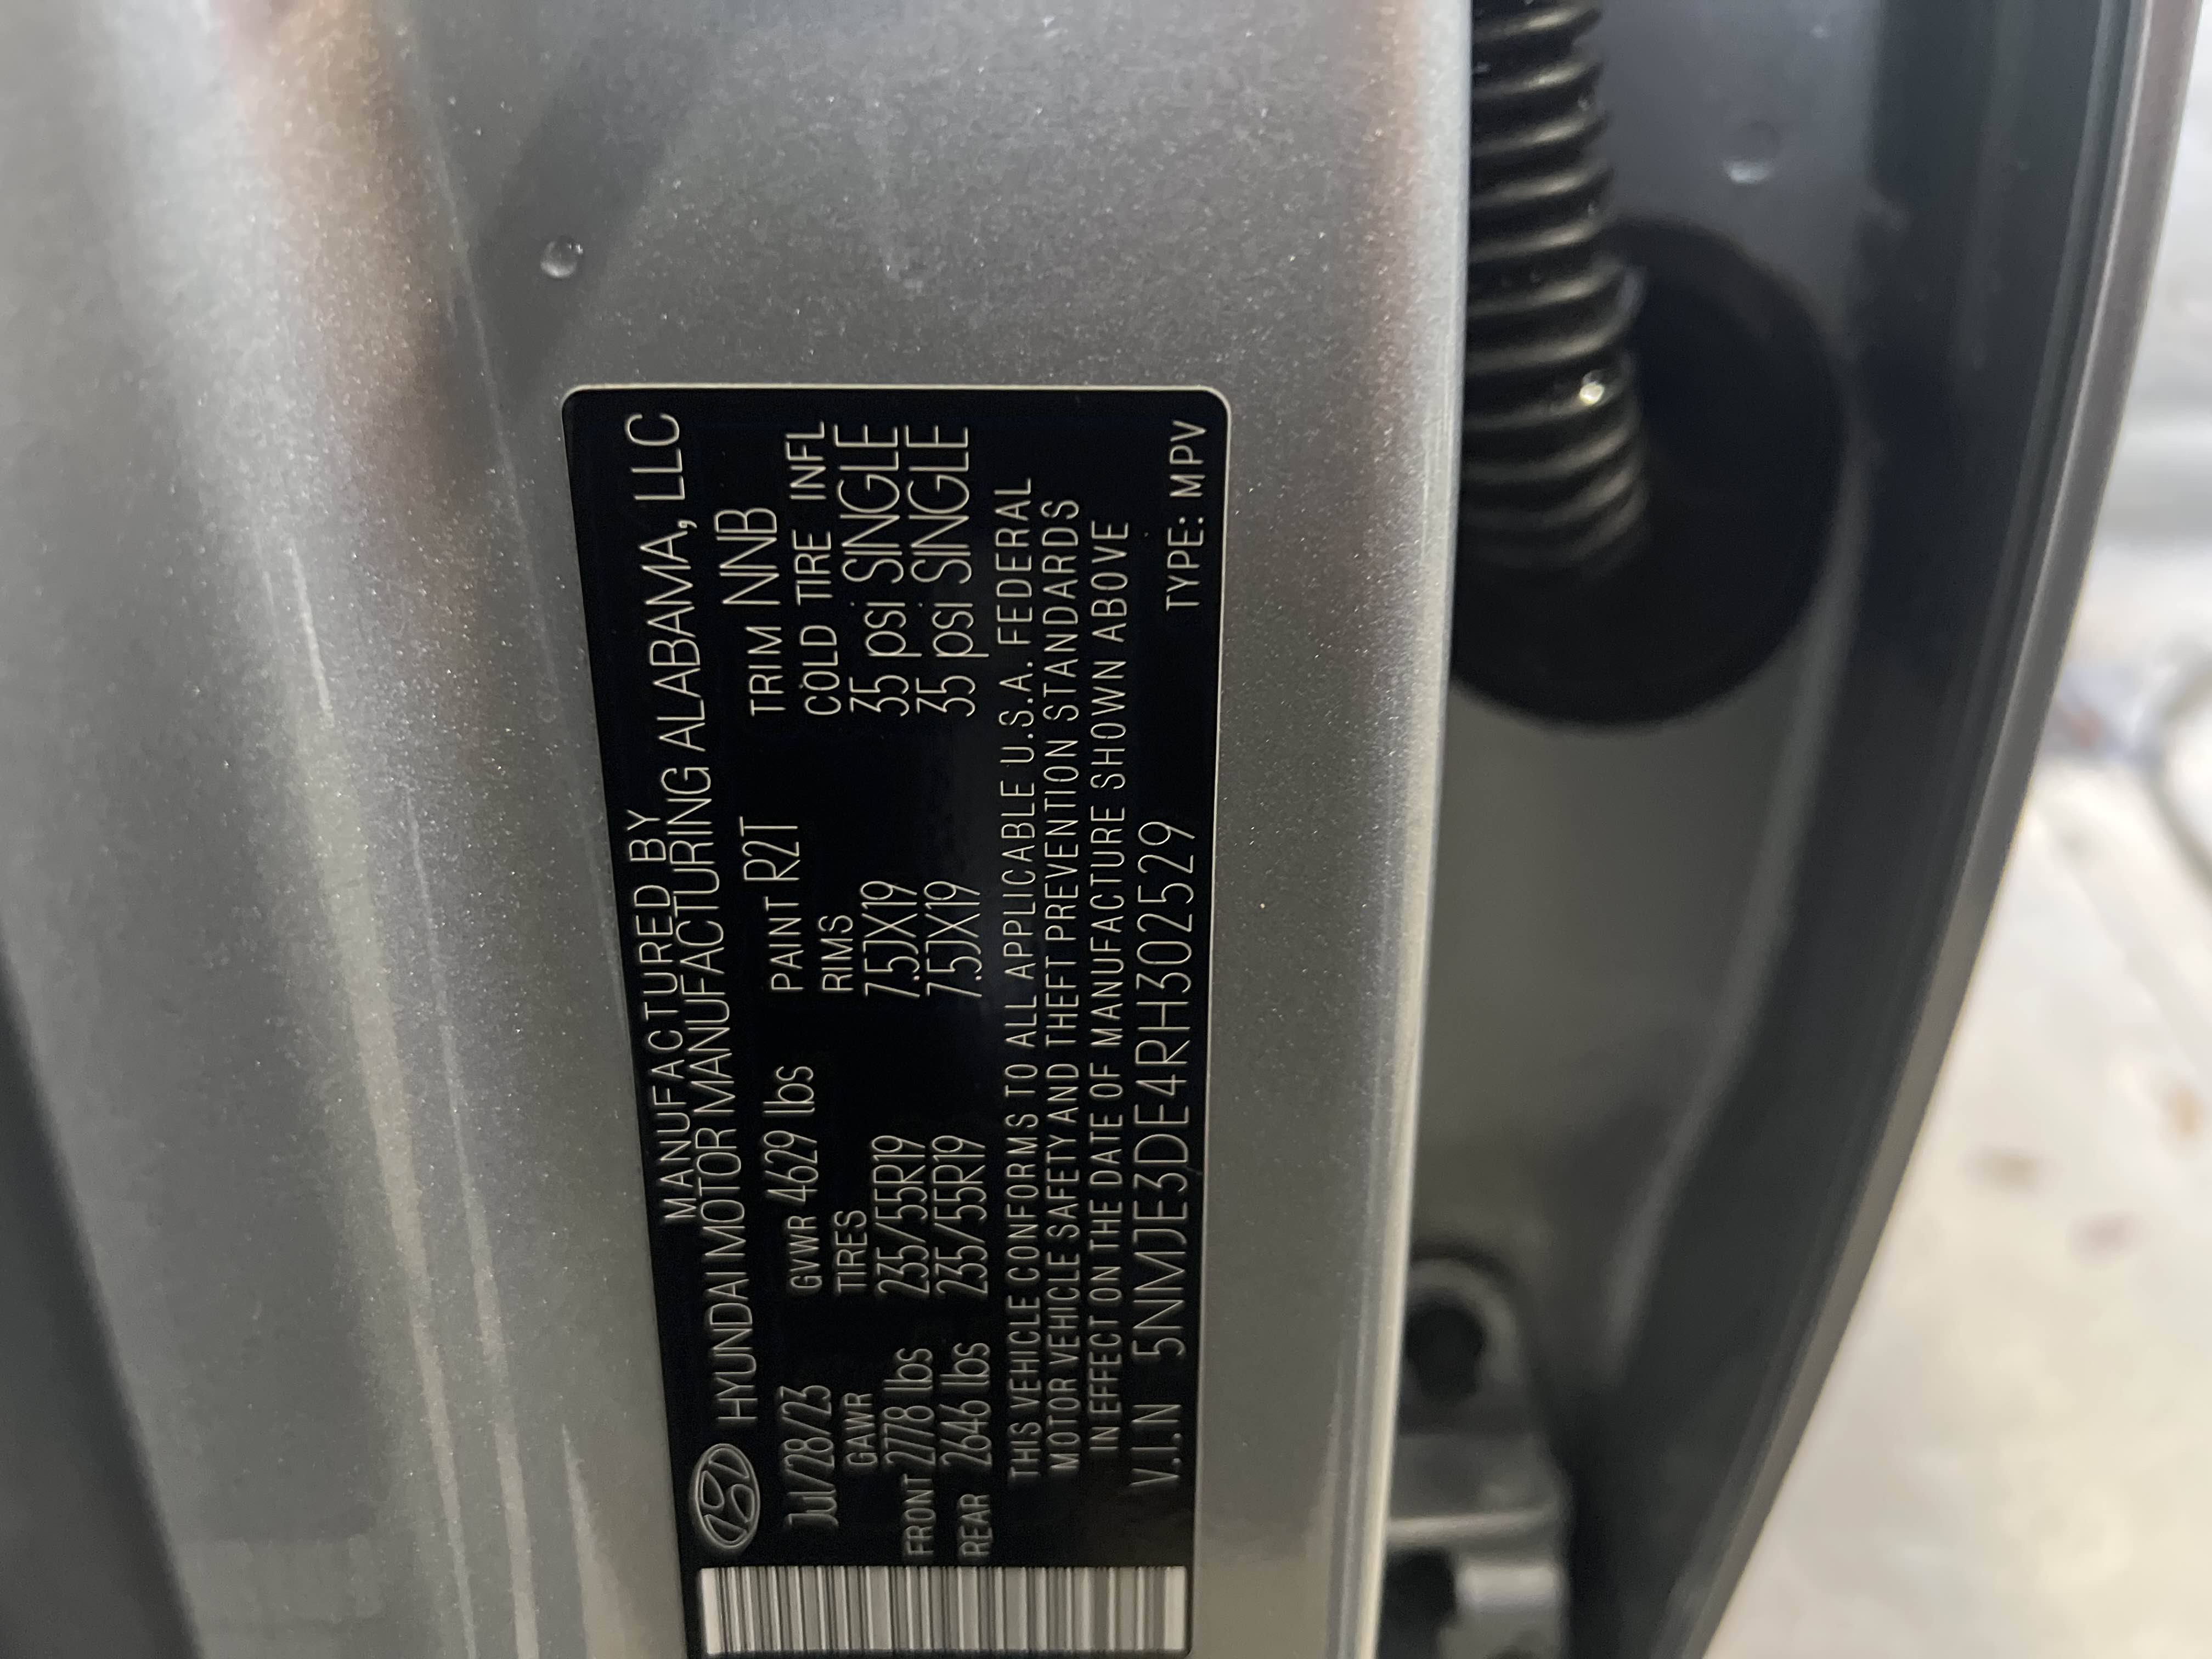 MANUFACTURED BY
HYUNDAI MOTOR MANUFACTURING ALABAMA, LLC
JUl/28/23 GVWR 4629 lbs PAINT R2T TRIM NNB
GAWR TIRES RIMS COLD TIRE INFL
FRONT 2778 lbs 235/55R19 7.5JX19 35 psi SINGLE
REAR 2646 lbs 235/55R19 7.5JX19 35 psi SINGLE
THIS VEHICLE CONFORMS TO ALL APPLICABLE U.S.A. FEDERAL
MOTOR VEHICLE SAFETY AND THEFT PREVENTION STANDARDS
IN EFFECT ON THE DATE OF MANUFACTURE SHOWN ABOVE
V.I.N 5NMJE3DE4RH302529
TYPE: MPV